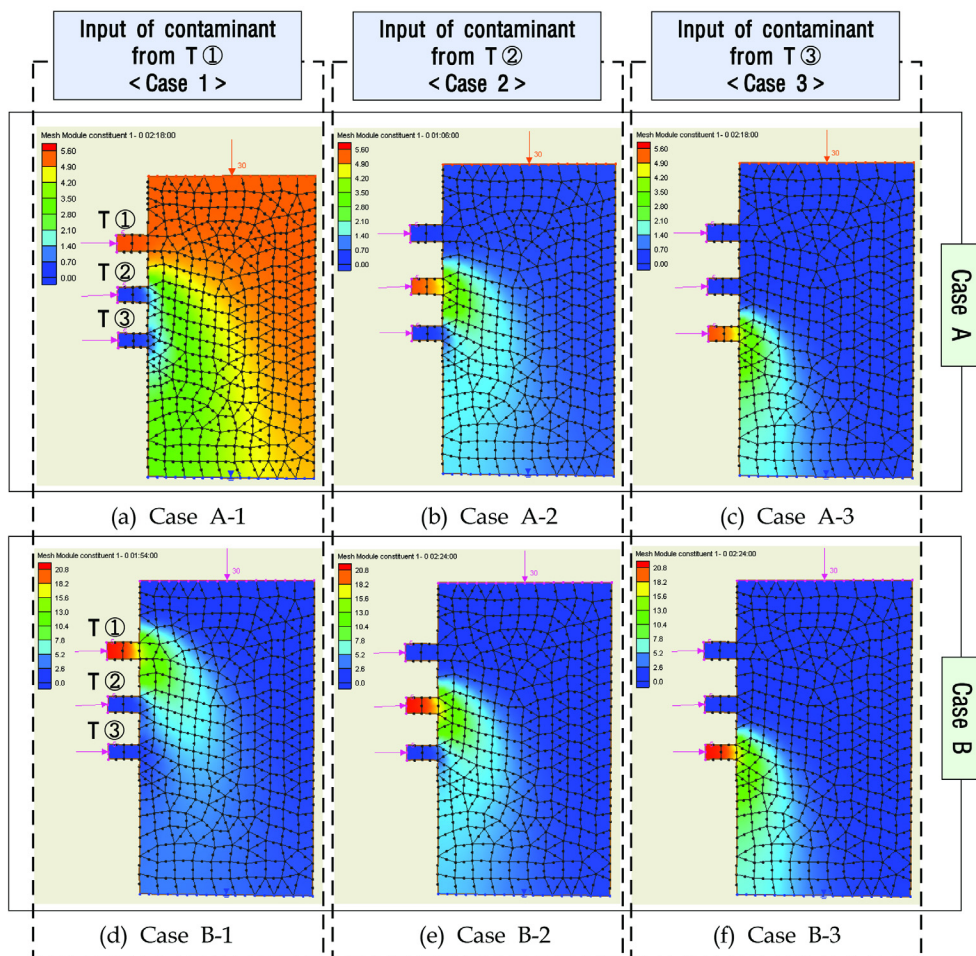 Input of contaminant
from T①
<Case 1>
Input of contaminant
from T②
<Case 2>
Input of contaminant
from T③
<Case 3>
Mesh Module constituent 1- 0 02:18:00
5.60
4.90
4.20
3.50
2.80
2.10
1.40
0.70
0.00
30
T①
T②
T③
Mesh Module constituent 1- 0 01:06:00
5.60
4.90
4.20
3.50
2.80
2.10
1.40
0.70
0.00
30
Mesh Module constituent 1- 0 02:18:00
5.60
4.90
4.20
3.50
2.80
2.10
1.40
0.70
0.00
30
Case A
(a) Case A-1
(b) Case A-2
(c) Case A-3
Mesh Module constituent 1- 0 01:54:00
20.8
18.2
15.6
13.0
10.4
7.8
5.2
2.6
0.0
30
T①
T②
T③
Mesh Module constituent 1- 0 02:24:00
20.8
18.2
15.6
13.0
10.4
7.8
5.2
2.6
0.0
30
Mesh Module constituent 1- 0 02:24:00
20.8
18.2
15.6
13.0
10.4
7.8
5.2
2.6
0.0
30
Case B
(d) Case B-1
(e) Case B-2
(f) Case B-3